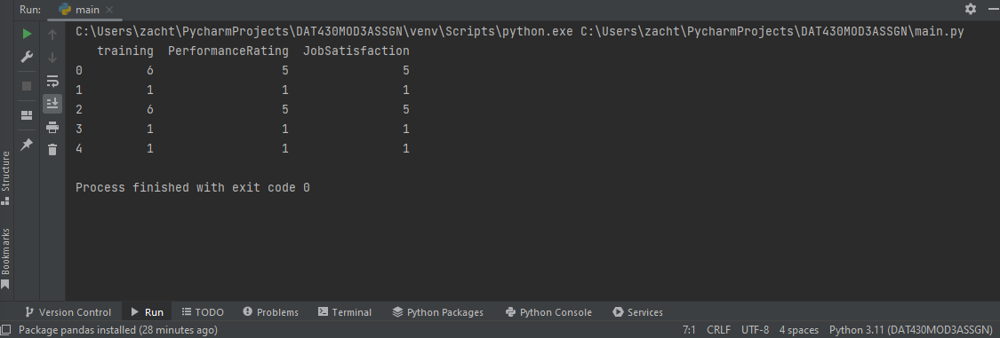 Run: main
C:\Users\zacht\PycharmProjects\DAT430MOD3ASSGN\venv\Scripts\python.exe C:\Users\zacht\PycharmProjects\DAT430MOD3ASSGN\main.py
training PerformanceRating JobSatisfaction
0 6 5 5
1 1 1 1
2 6 5 5
3 1 1 1
4 1 1 1
Process finished with exit code 0
Structure
Bookmarks
Version Control Run TODO Problems Terminal Python Packages Python Console Services
Package pandas installed (28 minutes ago) 7:1 CRLF UTF-8 4 spaces Python 3.11 (DAT430MOD3ASSGN)